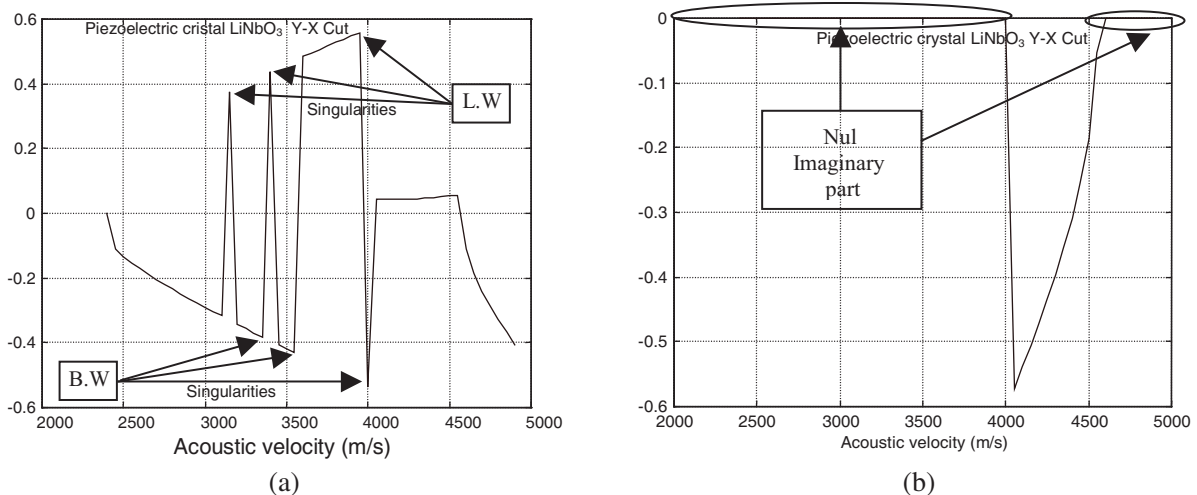 0.6
Piezoelectric cristal LiNbO₃ Y-X Cut
0.4
L.W
Singularities
0.2
0
-0.2
-0.4
B.W
Singularities
-0.6
2000 2500 3000 3500 4000 4500 5000
Acoustic velocity (m/s)
(a)
0
Piezoelectric crystal LiNbO₃ Y-X Cut
-0.1
Nul
Imaginary
part
-0.2
-0.3
-0.4
-0.5
-0.6
2000 2500 3000 3500 4000 4500 5000
Acoustic velocity (m/s)
(b)